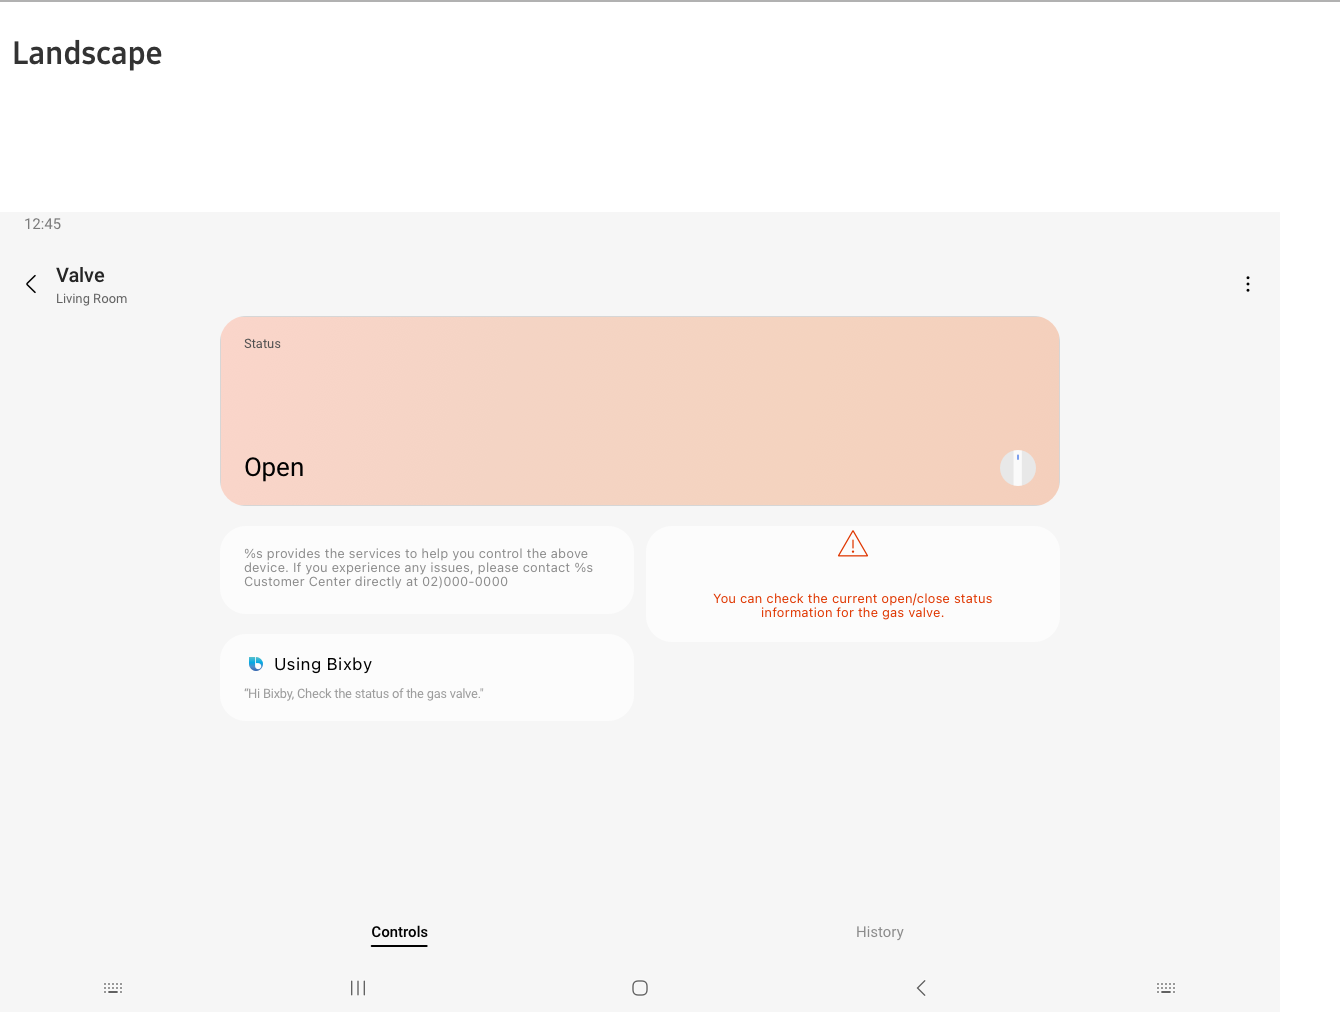 Landscape
12:45
Valve
Living Room
Status
Open
%s provides the services to help you control the above
device. If you experience any issues, please contact %s
Customer Center directly at 02)000-0000
You can check the current open/close status
information for the gas valve.
Using Bixby
“Hi Bixby, Check the status of the gas valve."
Controls
History